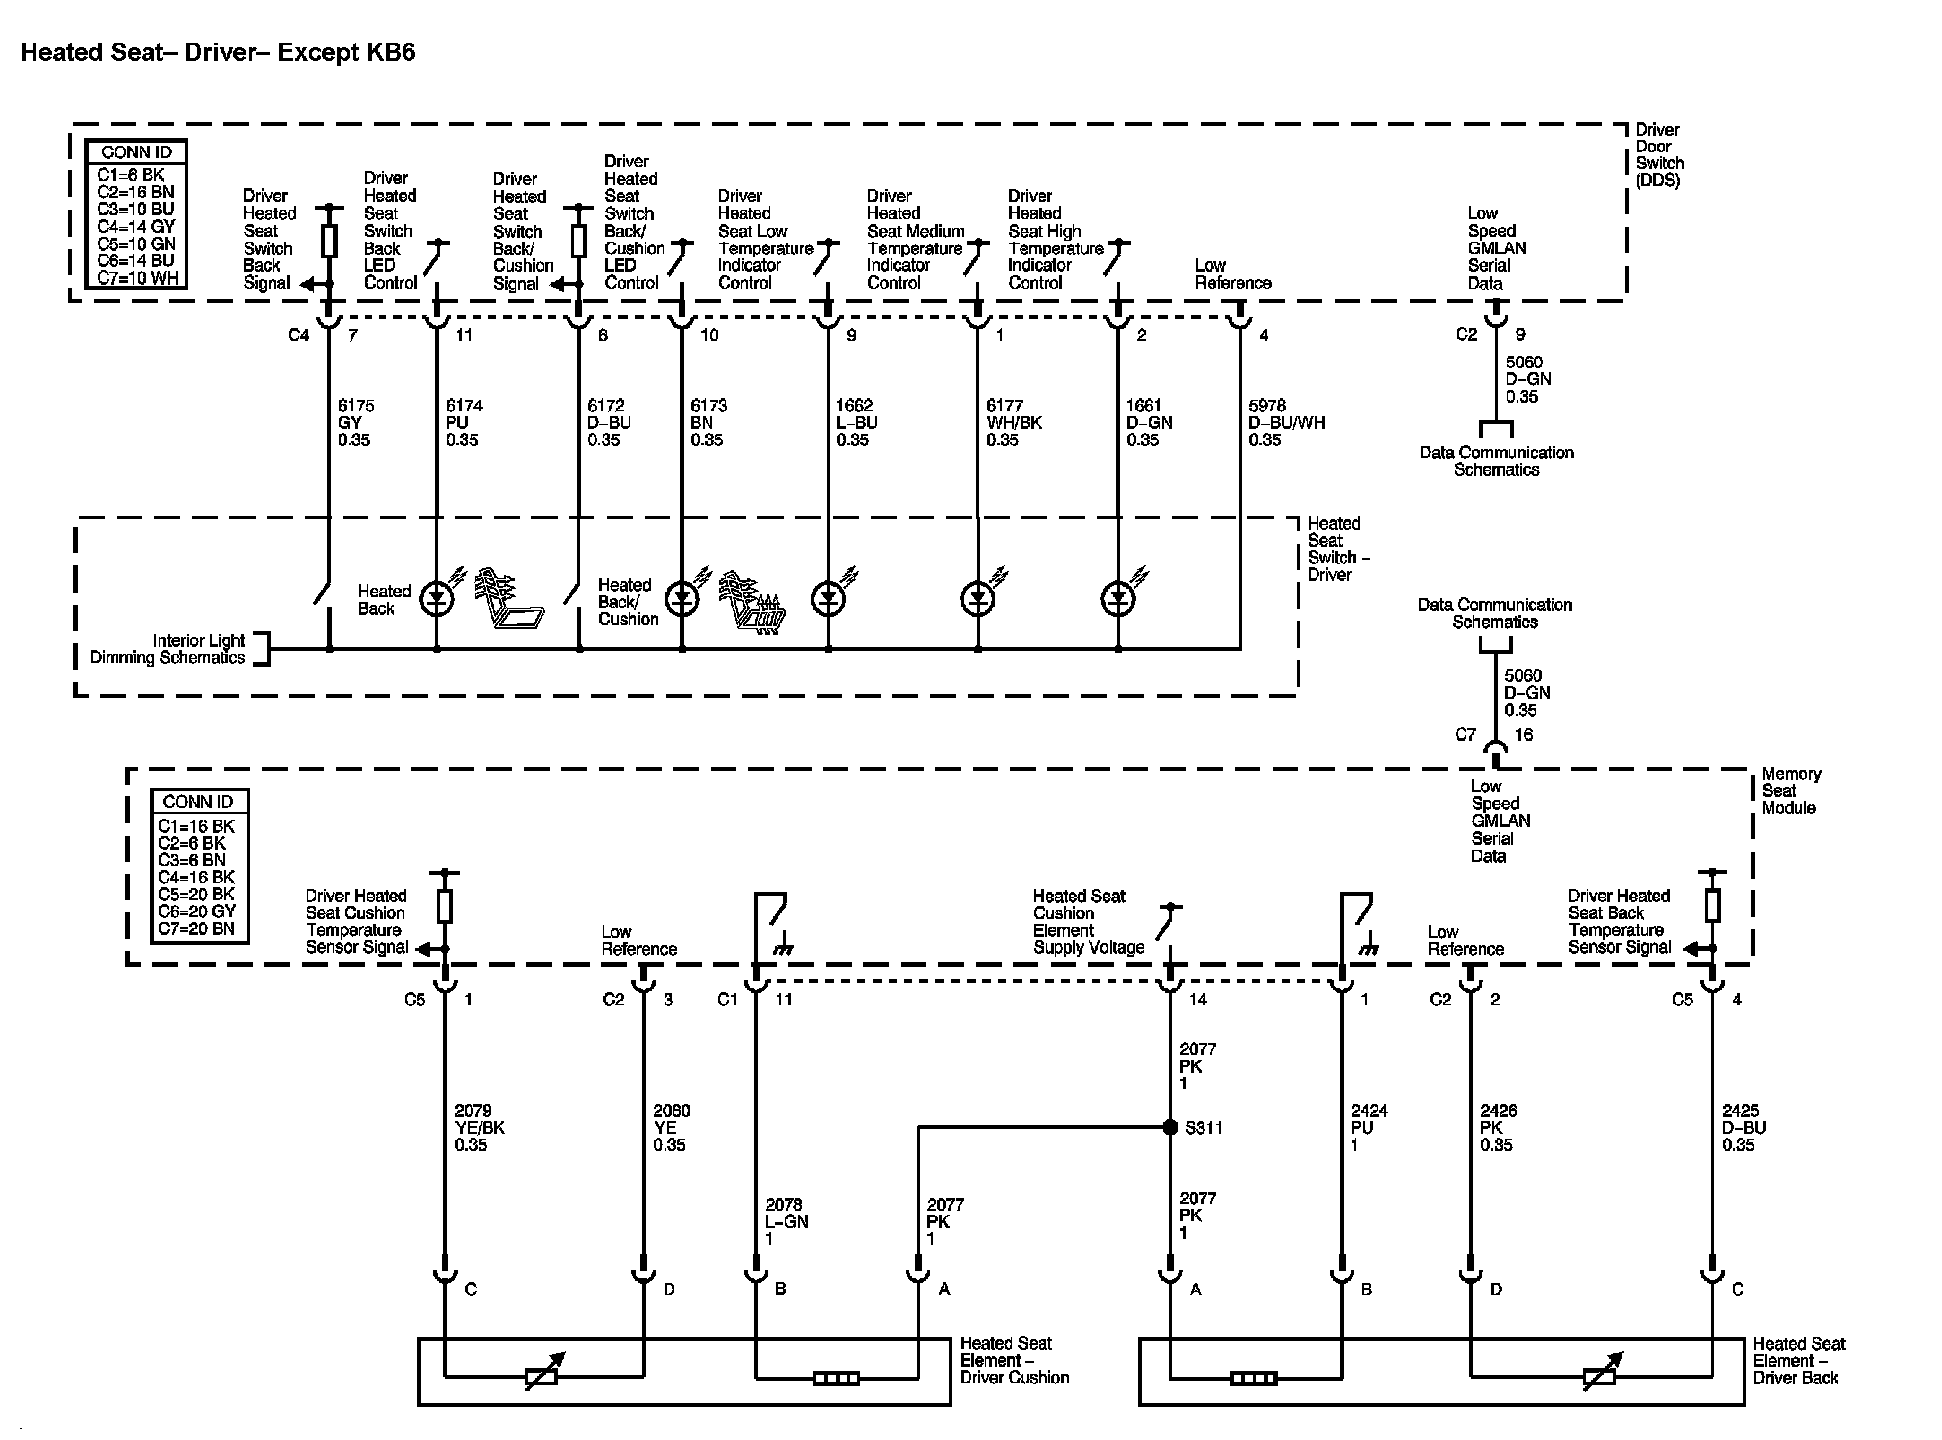 Heated Seat– Driver– Except KB6
CONN ID
C1=6 BK
C2=16 BN
C3=10 BU
C4=14 GY
C5=10 GN
C6=14 BU
C7=10 WH
Driver
Heated
Seat
Switch
Back
Signal
Driver
Heated
Seat
Switch
Back
LED
Control
Driver
Heated
Seat
Switch
Back/
Cushion
Signal
Driver
Heated
Seat
Switch
Back/
Cushion
LED
Control
Driver
Heated
Seat Low
Temperature
Indicator
Control
Driver
Heated
Seat Medium
Temperature
Indicator
Control
Driver
Heated
Seat High
Temperature
Indicator
Control
Low
Reference
Low
Speed
GMLAN
Serial
Data
Driver
Door
Switch
(DDS)
C4 7 11 6 10 9 1 2 4 C2 9
5060
D–GN
0.35
6175
GY
0.35
6174
PU
0.35
6172
D–BU
0.35
6173
BN
0.35
1662
L–BU
0.35
6177
WH/BK
0.35
1661
D–GN
0.35
5978
D–BU/WH
0.35
Data Communication
Schematics
Heated
Seat
Switch –
Driver
Heated
Back
Heated
Back/
Cushion
Interior Light
Dimming Schematics
Data Communication
Schematics
5060
D–GN
0.35
C7 16
Memory
Seat
Module
CONN ID
C1=16 BK
C2=6 BK
C3=6 BN
C4=16 BK
C5=20 BK
C6=20 GY
C7=20 BN
Low
Speed
GMLAN
Serial
Data
Driver Heated
Seat Cushion
Temperature
Sensor Signal
Low
Reference
Heated Seat
Cushion
Element
Supply Voltage
Low
Reference
Driver Heated
Seat Back
Temperature
Sensor Signal
C5 1 C2 3 C1 11 14 1 C2 2 C5 4
2077
PK
1
2079
YE/BK
0.35
2080
YE
0.35
S311
2424
PU
1
2426
PK
0.35
2425
D–BU
0.35
2078
L–GN
1
2077
PK
1
2077
PK
1
C D B A A B D C
Heated Seat
Element –
Driver Cushion
Heated Seat
Element –
Driver Back